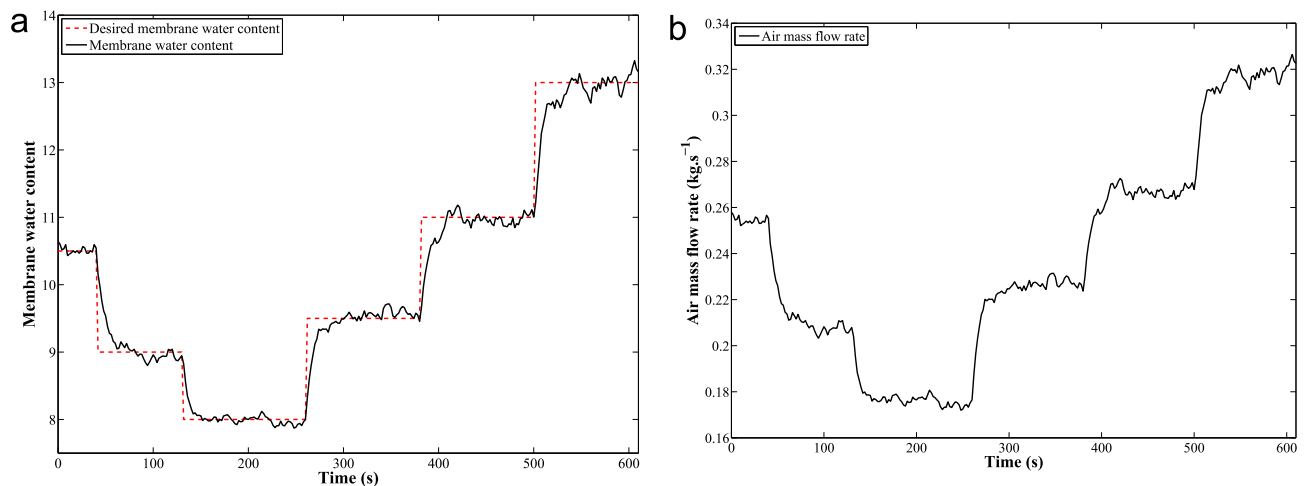 a
14
13
12
11
10
9
8
Membrane water content
Desired membrane water content
Membrane water content
0 100 200 300 400 500 600
Time (s)
b
0.34
0.32
0.3
0.28
0.26
0.24
0.22
0.2
0.18
0.16
Air mass flow rate (kg.s⁻¹)
Air mass flow rate
0 100 200 300 400 500 600
Time (s)